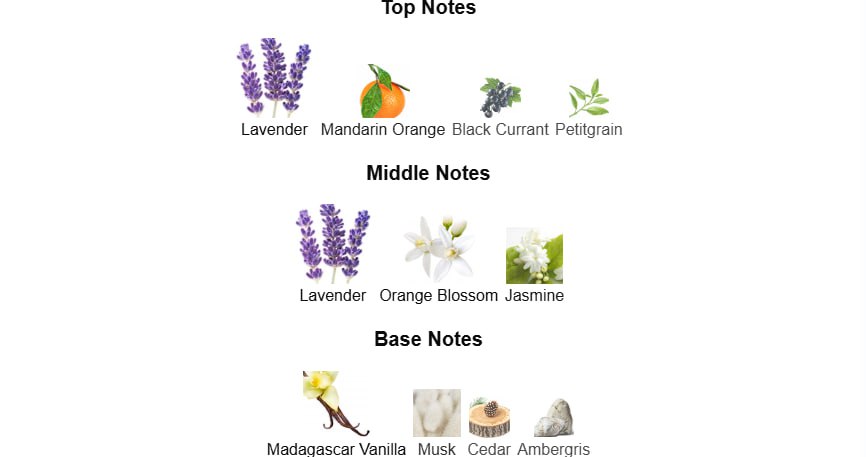 Top Notes
Lavender Mandarin Orange Black Currant Petitgrain
Middle Notes
Lavender Orange Blossom Jasmine
Base Notes
Madagascar Vanilla Musk Cedar Ambergris